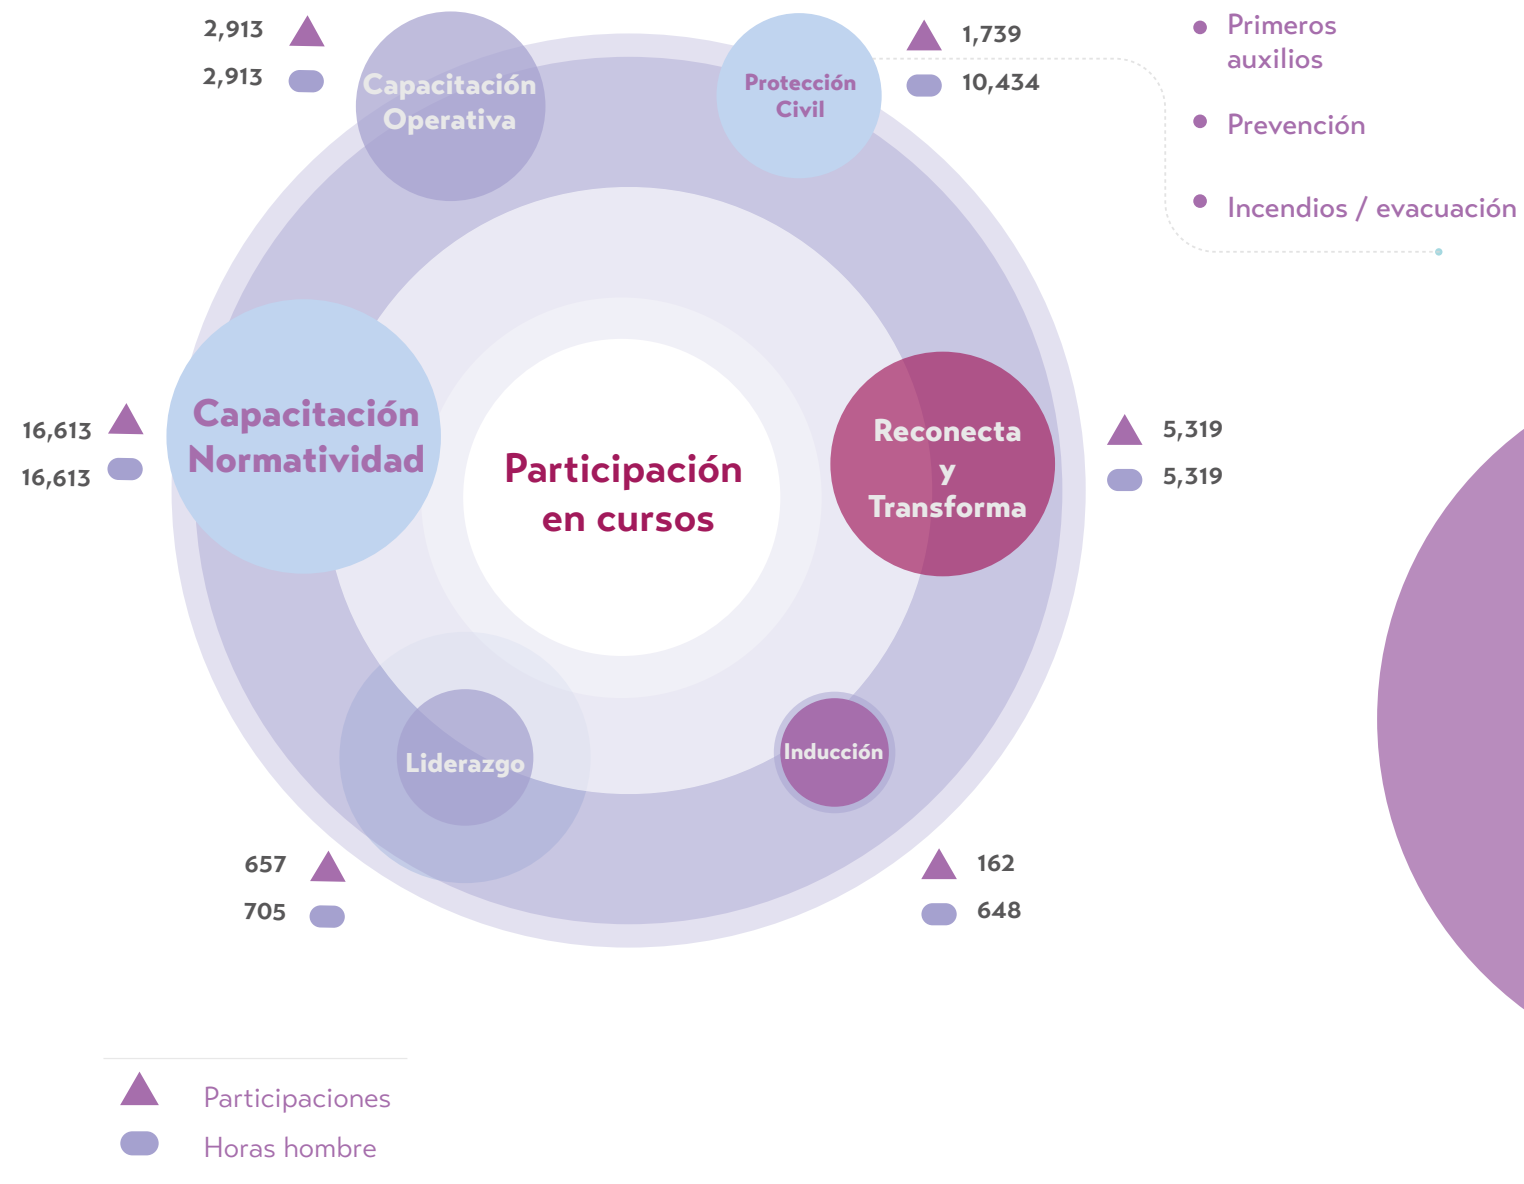 2,913
2,913
Capacitación
Operativa
Protección
Civil
1,739
10,434
Primeros
auxilios
Prevención
Incendios / evacuación
16,613
16,613
Capacitación
Normatividad
Participación
en cursos
Reconecta
y
Transforma
5,319
5,319
Liderazgo
657
705
Inducción
162
648
Participaciones
Horas hombre